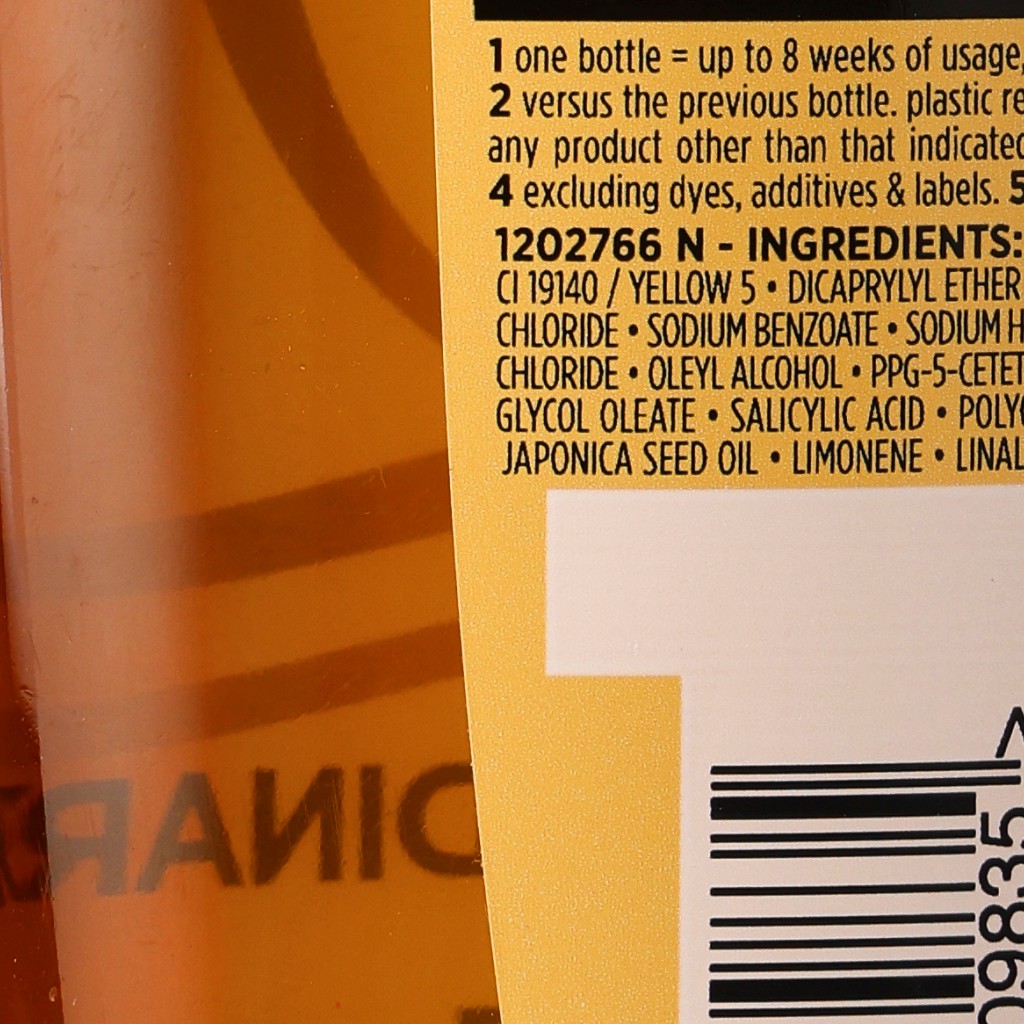 1 one bottle = up to 8 weeks of usage,
2 versus the previous bottle. plastic re
any product other than that indicated
4 excluding dyes, additives & labels. 5
1202766 N - INGREDIENTS:
CI 19140 / YELLOW 5 • DICAPRYLYL ETHER
CHLORIDE • SODIUM BENZOATE • SODIUM H
CHLORIDE • OLEYL ALCOHOL • PPG-5-CETET
GLYCOL OLEATE • SALICYLIC ACID • POLY
JAPONICA SEED OIL • LIMONENE • LINAL
DINAR
09835
>